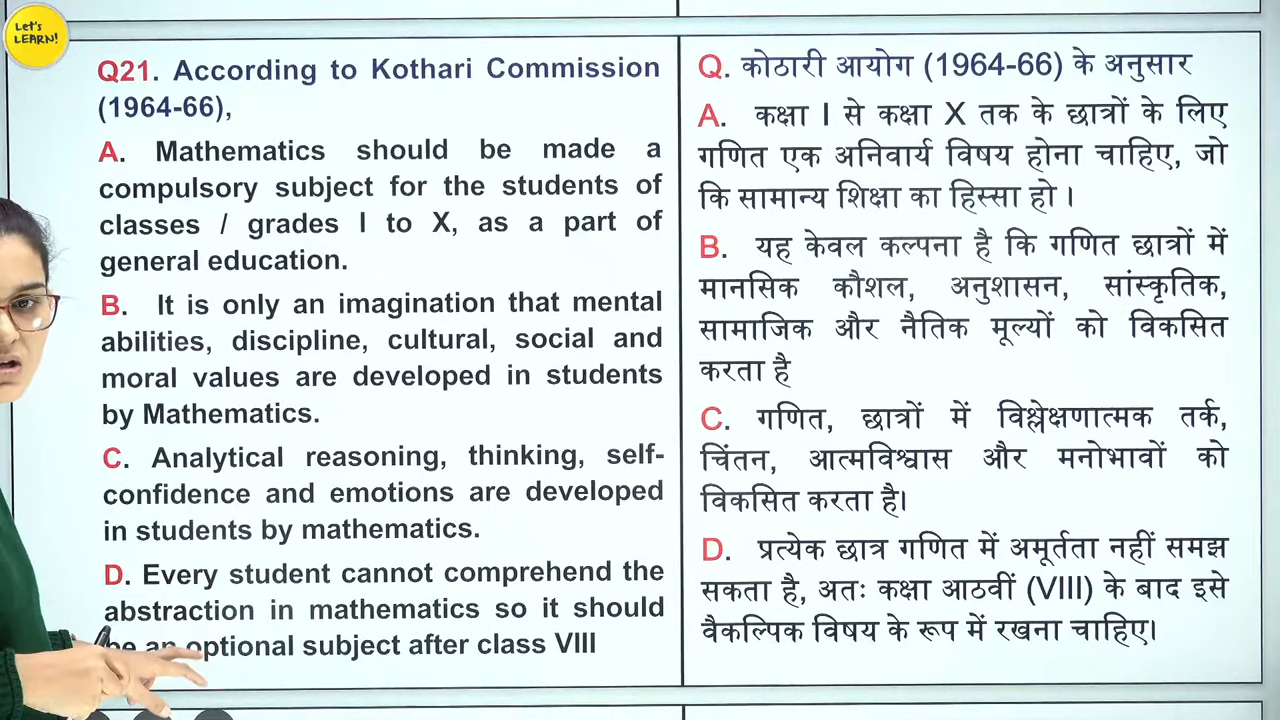 Let's
LEARN!
Q21. According to Kothari Commission
(1964-66),
A. Mathematics should be made a
compulsory subject for the students of
classes / grades I to X, as a part of
general education.
B. It is only an imagination that mental
abilities, discipline, cultural, social and
moral values are developed in students
by Mathematics.
C. Analytical reasoning, thinking, self-
confidence and emotions are developed
in students by mathematics.
D. Every student cannot comprehend the
abstraction in mathematics so it should
be an optional subject after class VIII
Q. कोठारी आयोग (1964-66) के अनुसार
A. कक्षा I से कक्षा X तक के छात्रों के लिए
गणित एक अनिवार्य विषय होना चाहिए, जो
कि सामान्य शिक्षा का हिस्सा हो ।
B. यह केवल कल्पना है कि गणित छात्रों में
मानसिक कौशल, अनुशासन, सांस्कृतिक,
सामाजिक और नैतिक मूल्यों को विकसित
करता है
C. गणित, छात्रों में विश्लेक्षणात्मक तर्क,
चिंतन, आत्मविश्वास और मनोभावों को
विकसित करता है।
D. प्रत्येक छात्र गणित में अमूर्तता नहीं समझ
सकता है, अतः कक्षा आठवीं (VIII) के बाद इसे
वैकल्पिक विषय के रूप में रखना चाहिए।